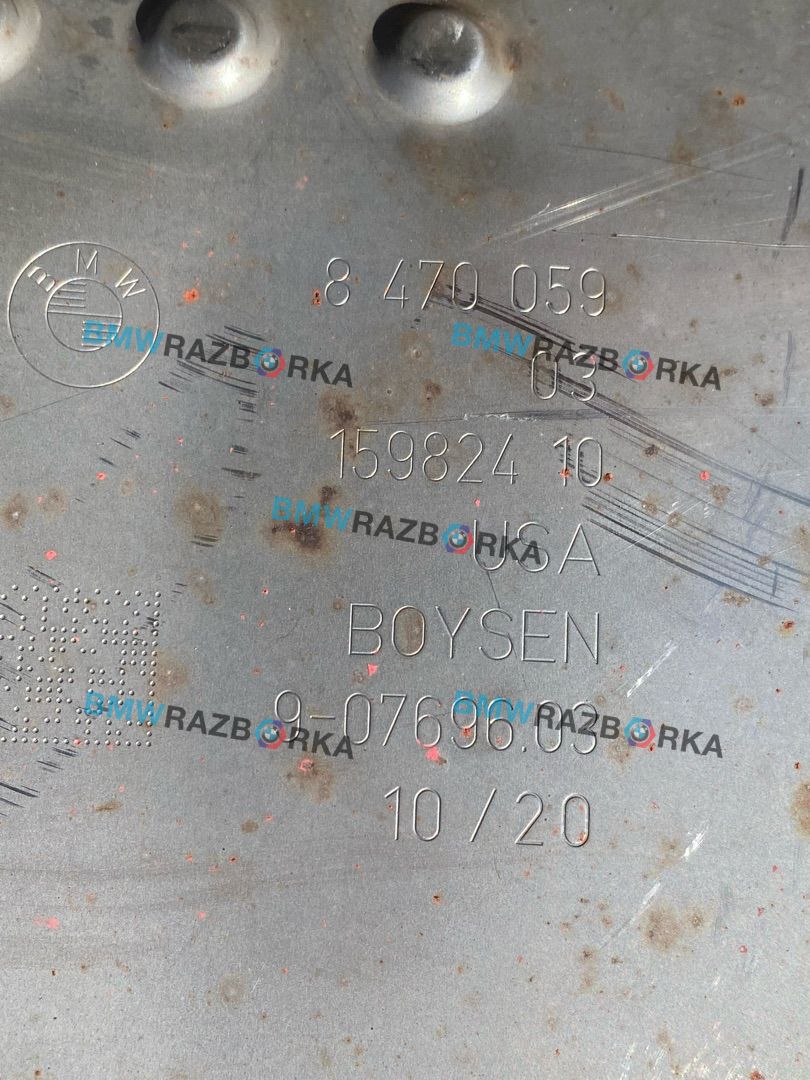 BMW
8 470 059
BMWRAZBORKA BMWRAZBORKA
03
159824 10
BMWRAZBORKA
USA
BOYSEN
9-07696.03
BMWRAZBORKA BMWRAZBORKA
10/20